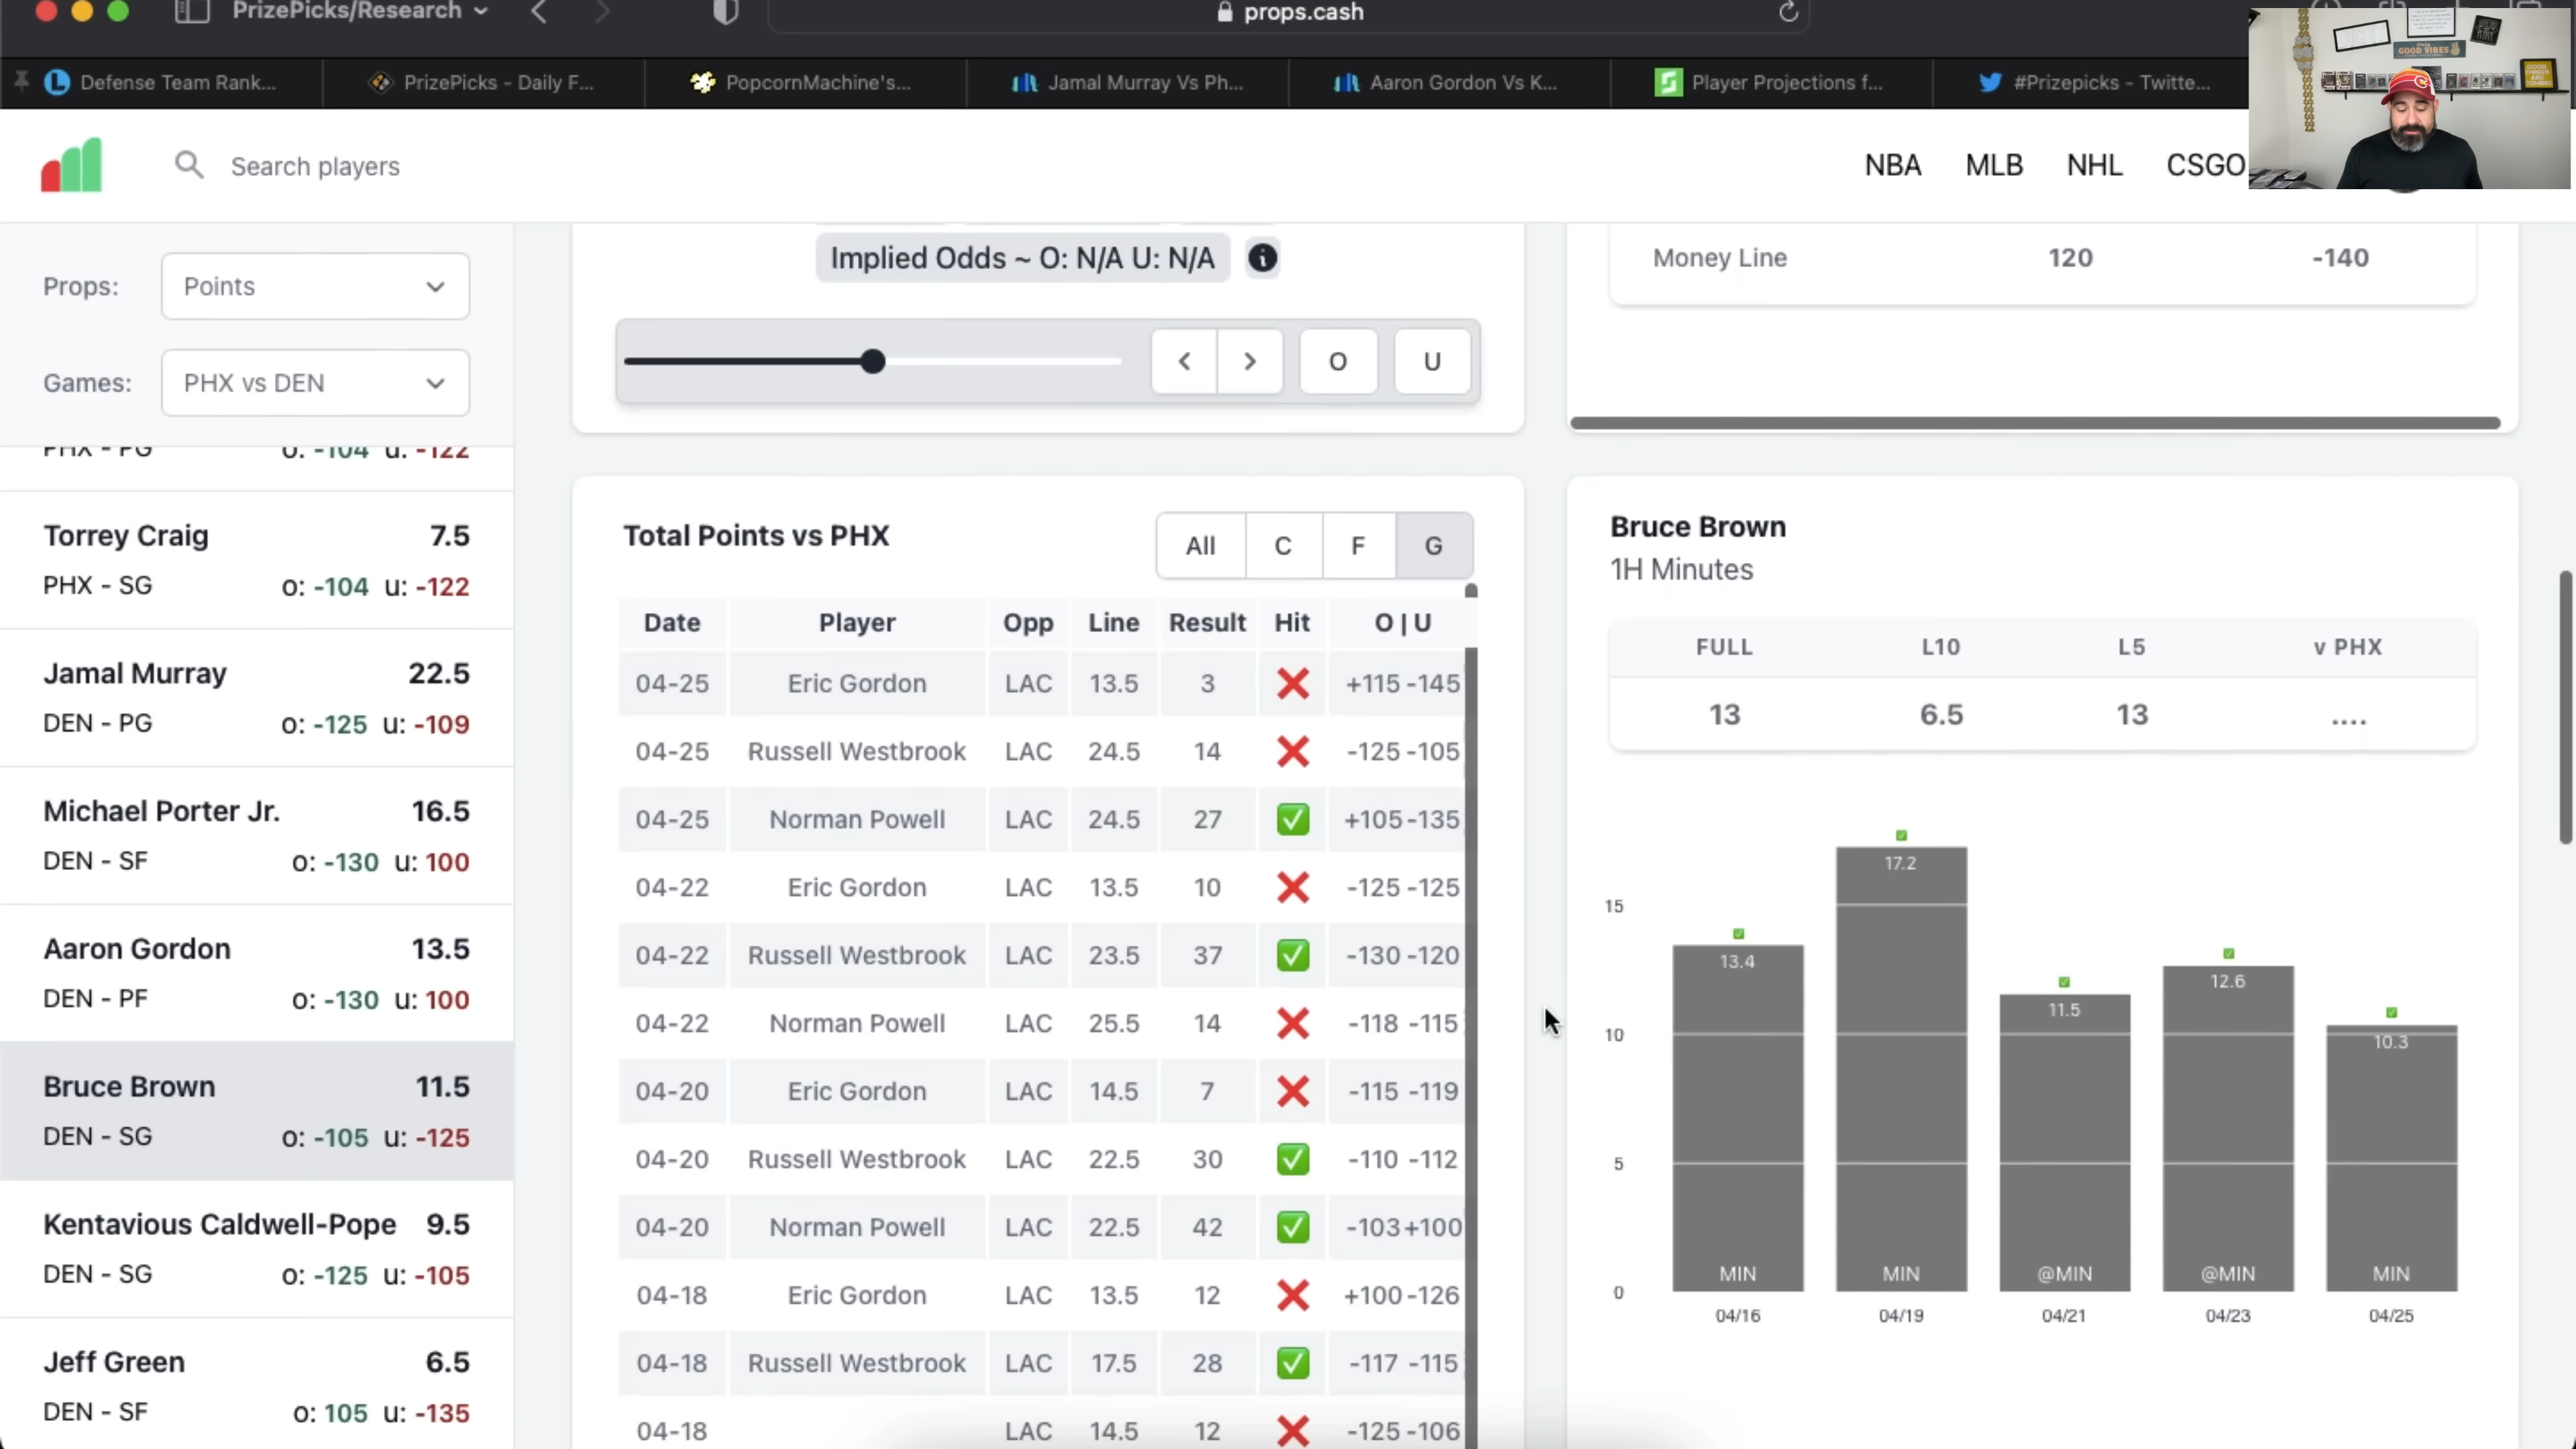 PrizePicks/Research
props.cash
Defense Team Rank...
PrizePicks - Daily F...
PopcornMachine's...
Jamal Murray Vs Ph...
Aaron Gordon Vs K...
Player Projections f...
#Prizepicks - Twitte...
GOOD VIBES
Search players
NBA MLB NHL CSGO
Props: Points
Games: PHX vs DEN
PHX - PG o: -104 u: -122
Torrey Craig 7.5
PHX - SG o: -104 u: -122
Jamal Murray 22.5
DEN - PG o: -125 u: -109
Michael Porter Jr. 16.5
DEN - SF o: -130 u: 100
Aaron Gordon 13.5
DEN - PF o: -130 u: 100
Bruce Brown 11.5
DEN - SG o: -105 u: -125
Kentavious Caldwell-Pope 9.5
DEN - SG o: -125 u: -105
Jeff Green 6.5
DEN - SF o: 105 u: -135
Implied Odds ~ O: N/A U: N/A
< > O U
Money Line 120 -140
Total Points vs PHX
All C F G
Date Player Opp Line Result Hit O | U
04-25 Eric Gordon LAC 13.5 3 ❌ +115 -145
04-25 Russell Westbrook LAC 24.5 14 ❌ -125 -105
04-25 Norman Powell LAC 24.5 27 ✅ +105 -135
04-22 Eric Gordon LAC 13.5 10 ❌ -125 -125
04-22 Russell Westbrook LAC 23.5 37 ✅ -130 -120
04-22 Norman Powell LAC 25.5 14 ❌ -118 -115
04-20 Eric Gordon LAC 14.5 7 ❌ -115 -119
04-20 Russell Westbrook LAC 22.5 30 ✅ -110 -112
04-20 Norman Powell LAC 22.5 42 ✅ -103 +100
04-18 Eric Gordon LAC 13.5 12 ❌ +100 -126
04-18 Russell Westbrook LAC 17.5 28 ✅ -117 -115
04-18 LAC 14.5 12 ❌ -125 -106
Bruce Brown
1H Minutes
FULL L10 L5 v PHX
13 6.5 13 ....
17.2
15
13.4
12.6
11.5
10
10.3
5
MIN MIN @MIN @MIN MIN
0
04/16 04/19 04/21 04/23 04/25